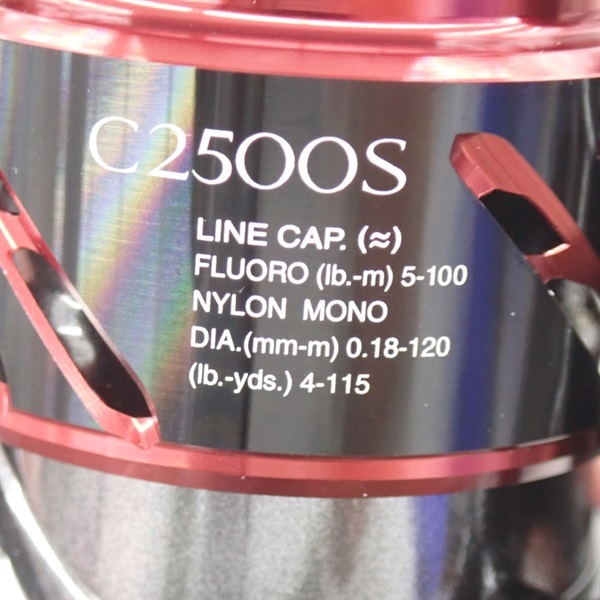 C2500S
LINE CAP. (≈)
FLUORO (lb.-m) 5-100
NYLON MONO
DIA.(mm-m) 0.18-120
(lb.-yds.) 4-115